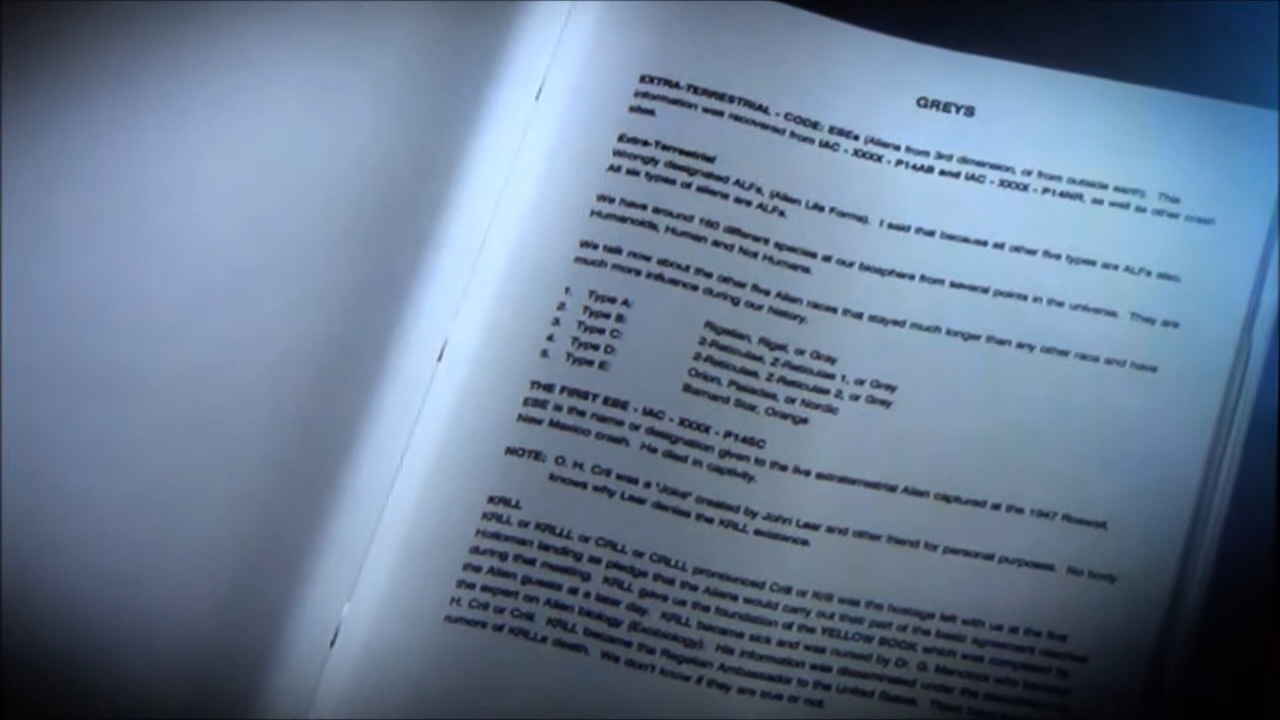 GREYS
EXTRA-TERRESTRIAL - CODE: EBEs (Aliens from 3rd dimension, or from outside earth). This
information was recovered from IAC - XXXX - P14AB and IAC - XXXX - P14NR, as well as other crash
sites.
Extra-Terrestrial
Wrongly designated ALFs, (Alien Life Forms). I said that because all other five types are ALFs also.
All six types of aliens are ALFs.
We have around 160 different species at our biosphere from several points in the universe. They are
Humanoids, Human and Not Humans.
We talk now about the other five Alien races that stayed much longer than any other race and have
much more influence during our history.
1. Type A: Rigelian, Rigel, or Gray
2. Type B: 2-Reticulae, Z-Reticulae 1, or Grey
3. Type C: 2-Reticulae, Z-Reticulae 2, or Grey
4. Type D: Orion, Pleiades, or Nordic
5. Type E: Barnard Star, Orange
THE FIRST EBE - IAC - XXXX - P14SC
EBE is the name or designation given to the live extraterrestrial Alien captured at the 1947 Roswell,
New Mexico crash. He died in captivity.
NOTE: O. H. Crll was a "Joke" created by John Lear and other friend for personal purposes. No body
knows why Lear denies the KRLL existence.
KRLL
KRLL or KRLLL or CRLL or CRLLL pronounced Crill or Krill was the hostage left with us at the first
Holloman landing as pledge that the Aliens would carry out their part of the basic agreement reached
during that meeting. KRLL gave us the foundation of the YELLOW BOOK which was completed by
the Alien guests at a later day. KRLL became sick and was nursed by Dr. G. Mendoza who became
the expert on Alien biology (Exobiology). His information was disseminated under the
H. Crll or Crill. KRLL became the Regelian Ambassador to the United States.
rumors of KRLLs death. We don't know if they are true or not.